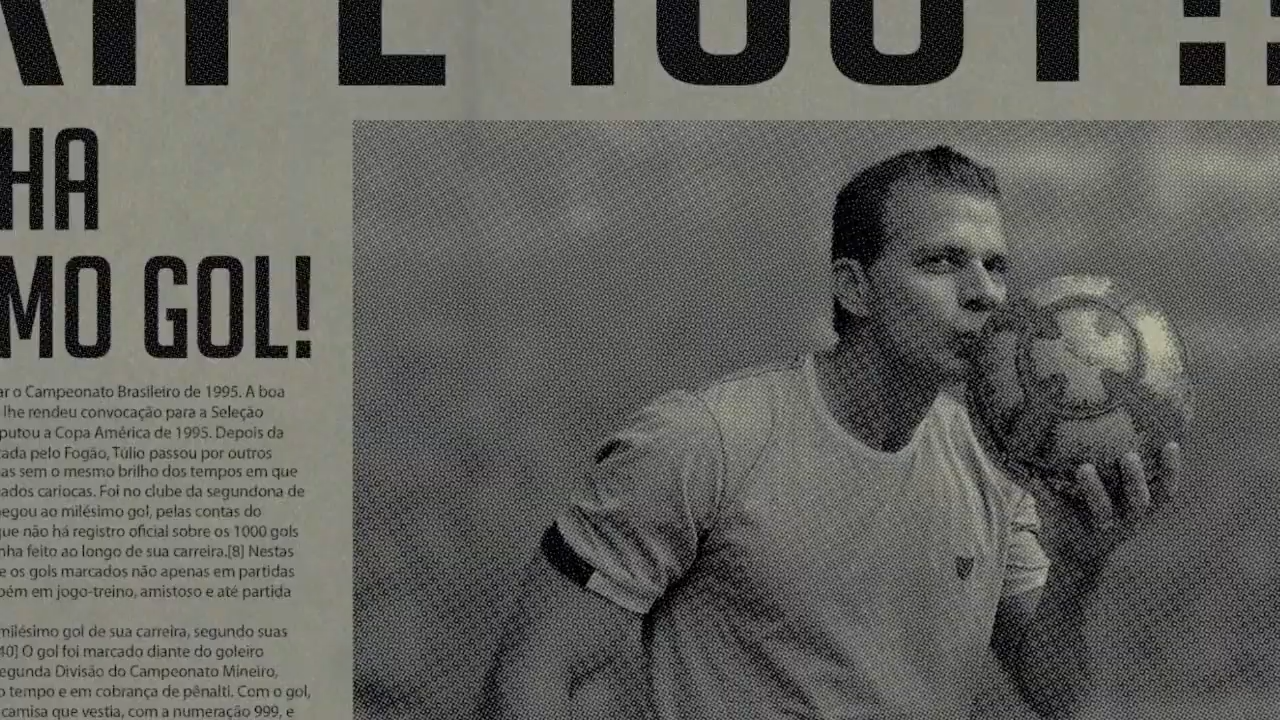 HA
MO GOL!
ar o Campeonato Brasileiro de 1995. A boa
lhe rendeu convocação para a Seleção
putou a Copa América de 1995. Depois da
ada pelo Fogão, Túlio passou por outros
as sem o mesmo brilho dos tempos em que
ados cariocas. Foi no clube da segundona de
egou ao milésimo gol, pelas contas do
que não há registro oficial sobre os 1000 gols
nha feito ao longo de sua carreira.[8] Nestas
e os gols marcados não apenas em partidas
bém em jogo-treino, amistoso e até partida
milésimo gol de sua carreira, segundo suas
40] O gol foi marcado diante do goleiro
egunda Divisão do Campeonato Mineiro,
o tempo e em cobrança de pênalti. Com o gol,
camisa que vestia, com a numeração 999, e